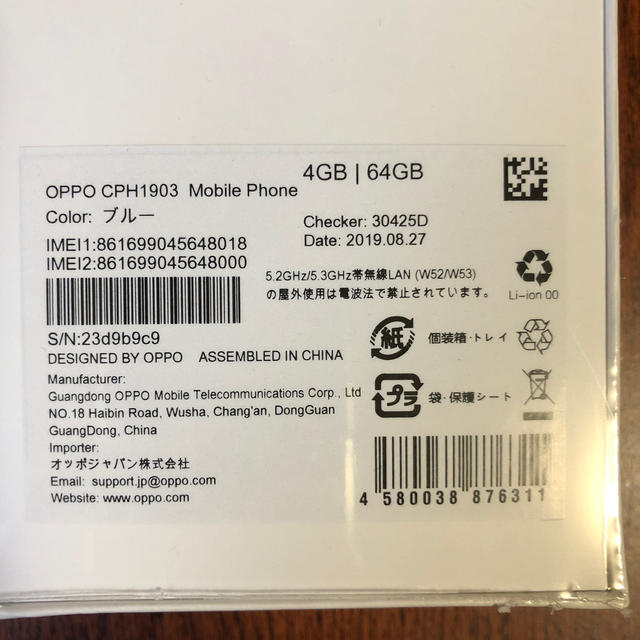 4GB | 64GB
OPPO CPH1903 Mobile Phone
Color: ブルー
Checker: 30425D
Date: 2019.08.27
IMEI1:861699045648018
IMEI2:861699045648000
5.2GHz/5.3GHz帯無線LAN (W52/W53)
の屋外使用は電波法で禁止されています。
Li-ion 00
S/N:23d9b9c9
DESIGNED BY OPPO ASSEMBLED IN CHINA
紙 個装箱・トレイ
プラ 袋・保護シート
Manufacturer:
Guangdong OPPO Mobile Telecommunications Corp., Ltd
NO.18 Haibin Road, Wusha, Chang'an, DongGuan
GuangDong, China
Importer:
オッポジャパン株式会社
Email: support.jp@oppo.com
Website: www.oppo.com
4 580038 876311